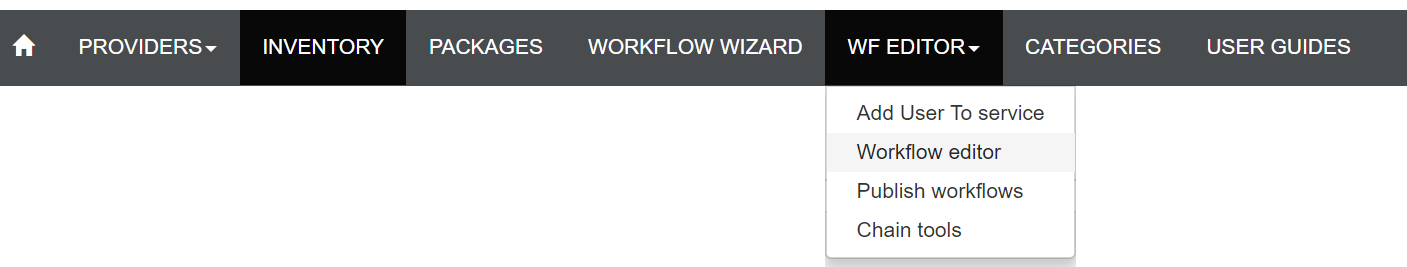 PROVIDERS INVENTORY PACKAGES WORKFLOW WIZARD WF EDITOR CATEGORIES USER GUIDES
Add User To service
Workflow editor
Publish workflows
Chain tools